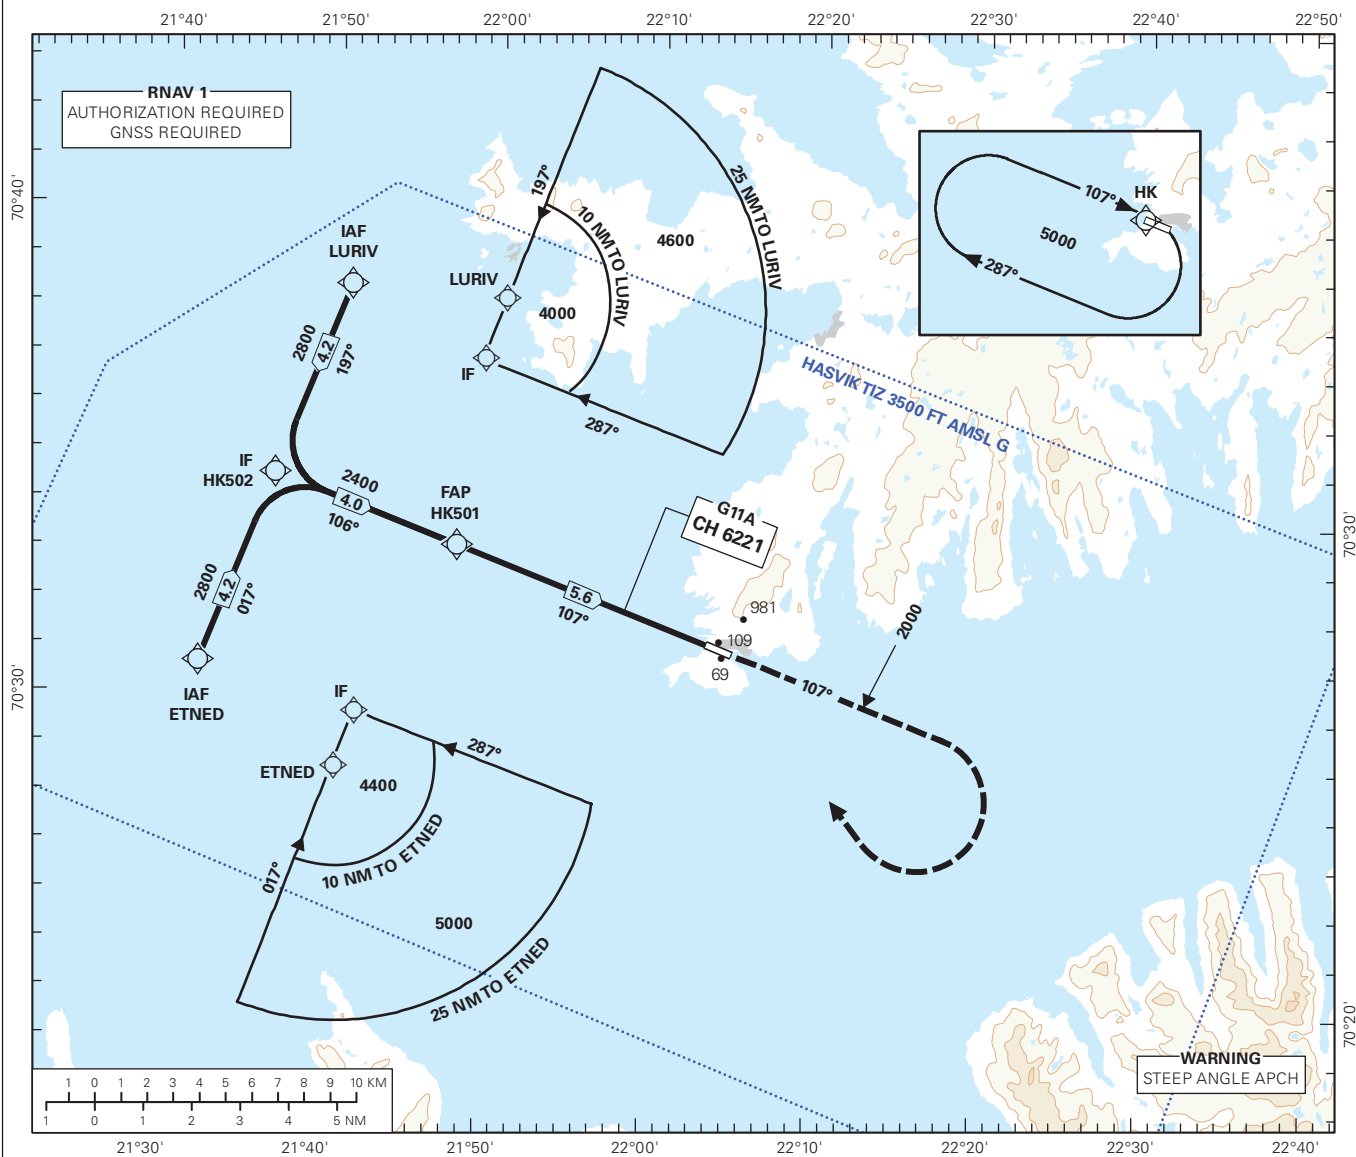 21°40'
21°50'
22°00'
22°10'
22°20'
22°30'
22°40'
22°50'
RNAV 1
AUTHORIZATION REQUIRED
GNSS REQUIRED
70°40'
70°30'
70°30'
70°20'
IAF
LURIV
2800
4.2
197°
IF
HK502
2400
4.0
106°
FAP
HK501
2800
4.2
017°
IAF
ETNED
5.6
107°
G11A
CH 6221
981
109
69
107°
2000
197°
LURIV
IF
4000
10 NM TO LURIV
4600
25 NM TO LURIV
287°
HASVIK TIZ 3500 FT AMSL G
107°
HK
5000
287°
IF
ETNED
4400
287°
10 NM TO ETNED
017°
5000
25 NM TO ETNED
WARNING
STEEP ANGLE APCH
1 0 1 2 3 4 5 6 7 8 9 10 KM
1 0 1 2 3 4 5 NM
21°30'
21°40'
21°50'
22°00'
22°10'
22°20'
22°30'
22°40'